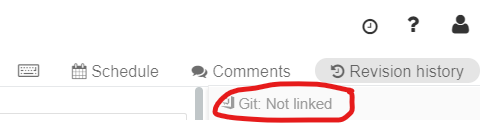 ?
Schedule Comments Revision history
Git: Not linked